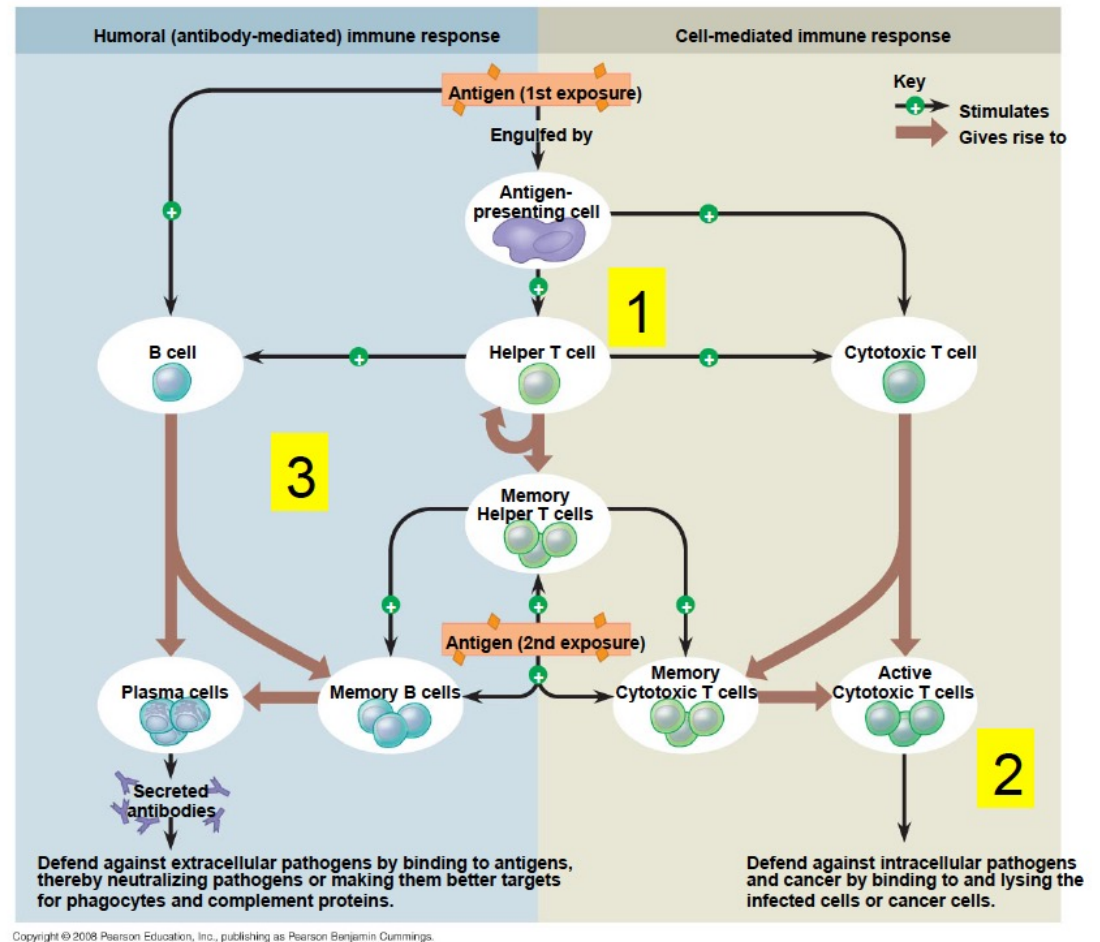 Humoral (antibody-mediated) immune response
Cell-mediated immune response
Antigen (1st exposure)
Key
Stimulates
Gives rise to
Engulfed by
Antigen-
presenting cell
1
B cell
Helper T cell
Cytotoxic T cell
3
Memory
Helper T cells
Antigen (2nd exposure)
Plasma cells
Memory B cells
Memory
Cytotoxic T cells
Active
Cytotoxic T cells
2
Secreted
antibodies
Defend against extracellular pathogens by binding to antigens,
thereby neutralizing pathogens or making them better targets
for phagocytes and complement proteins.
Defend against intracellular pathogens
and cancer by binding to and lysing the
infected cells or cancer cells.
Copyright © 2008 Pearson Education, Inc., publishing as Pearson Benjamin Cummings.